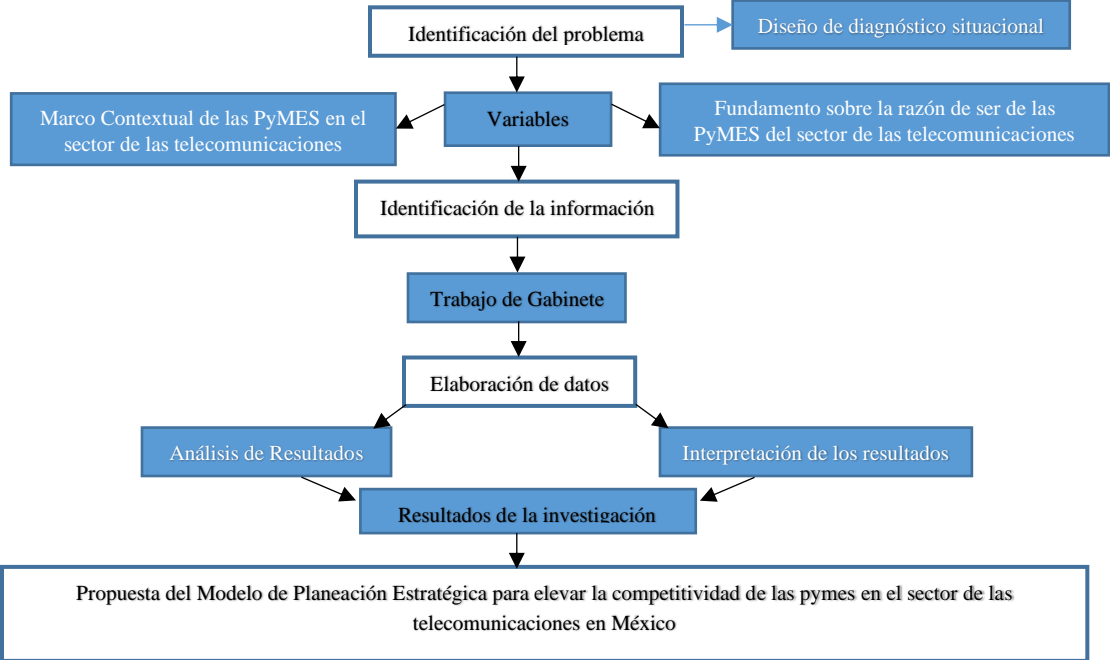 Identificación del problema
Diseño de diagnóstico situacional
Marco Contextual de las PyMES en el
sector de las telecomunicaciones
Variables
Fundamento sobre la razón de ser de las
PyMES del sector de las telecomunicaciones
Identificación de la información
Trabajo de Gabinete
Elaboración de datos
Análisis de Resultados
Interpretación de los resultados
Resultados de la investigación
Propuesta del Modelo de Planeación Estratégica para elevar la competitividad de las pymes en el sector de las
telecomunicaciones en México